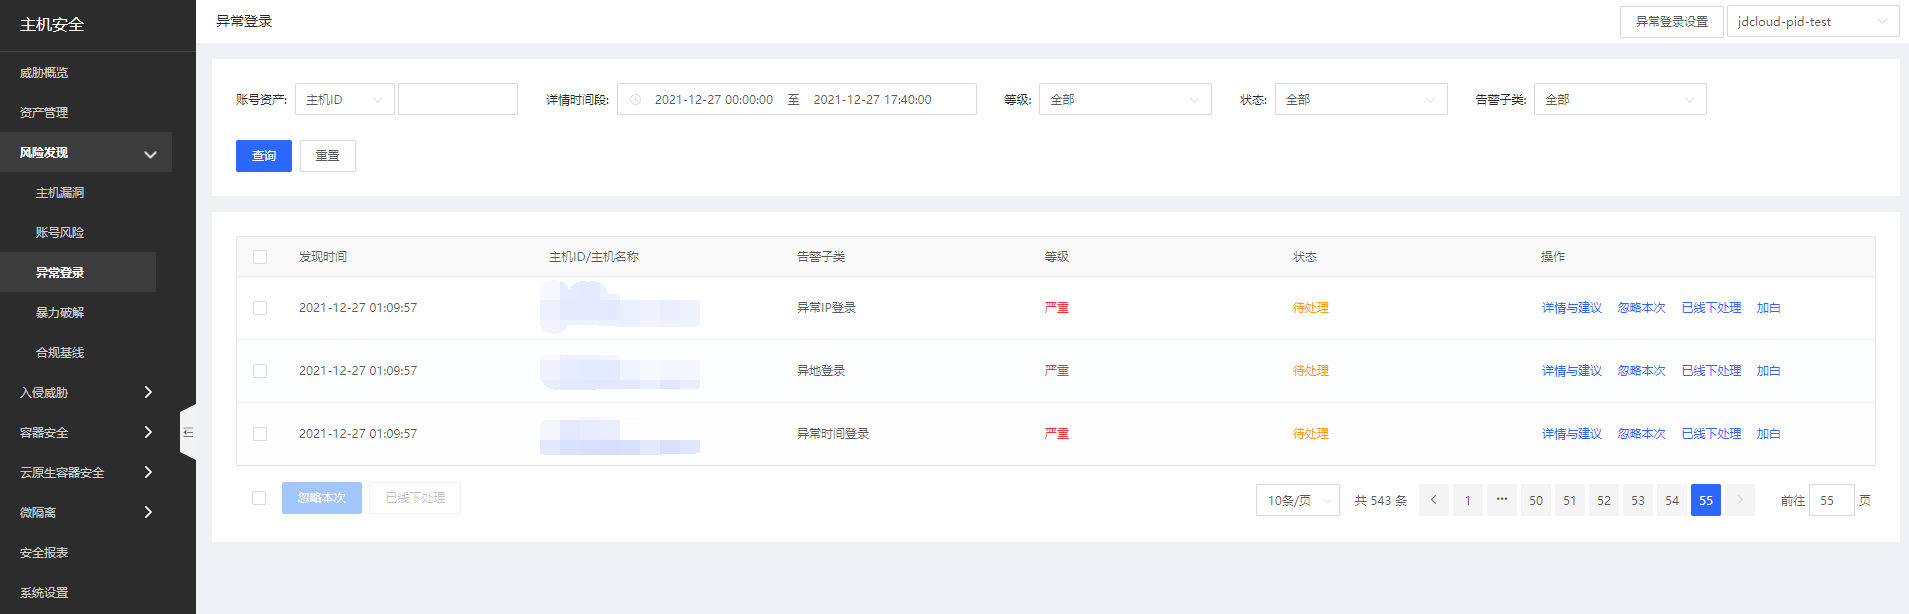 主机安全
威胁概览
资产管理
风险发现
主机漏洞
账号风险
异常登录
暴力破解
合规基线
入侵威胁
容器安全
云原生容器安全
微隔离
安全报表
系统设置
异常登录
异常登录设置 jdcloud-pid-test
账号资产: 主机ID 详情时间段: 2021-12-27 00:00:00 至 2021-12-27 17:40:00 等级: 全部 状态: 全部 告警子类: 全部
查询 重置
发现时间 主机ID/主机名称 告警子类 等级 状态 操作
2021-12-27 01:09:57 异常IP登录 严重 待处理 详情与建议 忽略本次 已线下处理 加白
2021-12-27 01:09:57 异地登录 严重 待处理 详情与建议 忽略本次 已线下处理 加白
2021-12-27 01:09:57 异常时间登录 严重 待处理 详情与建议 忽略本次 已线下处理 加白
忽略本次 已线下处理 10条/页 共 543 条 1 ··· 50 51 52 53 54 55 前往 55 页